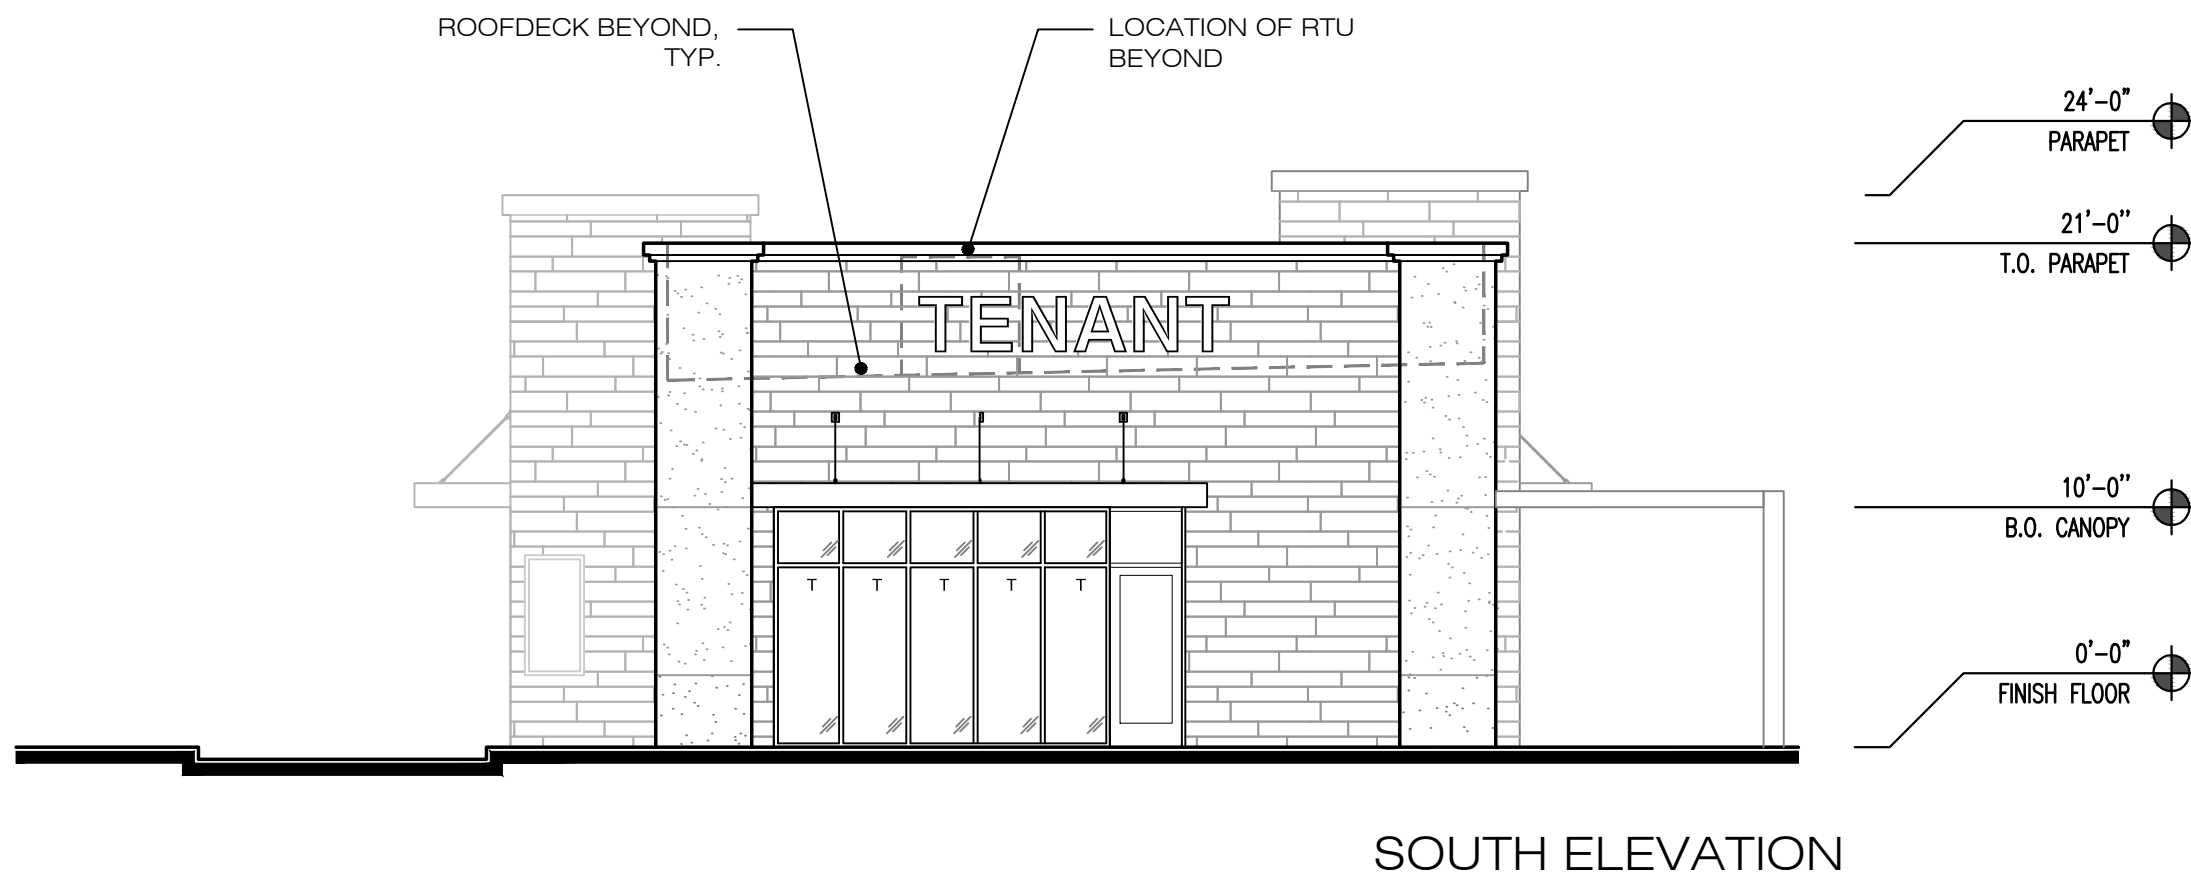 ROOFDECK BEYOND,
TYP.
LOCATION OF RTU
BEYOND
24'-0"
PARAPET
21'-0"
T.O. PARAPET
TENANT
10'-0"
B.O. CANOPY
T T T T T
0'-0"
FINISH FLOOR
SOUTH ELEVATION